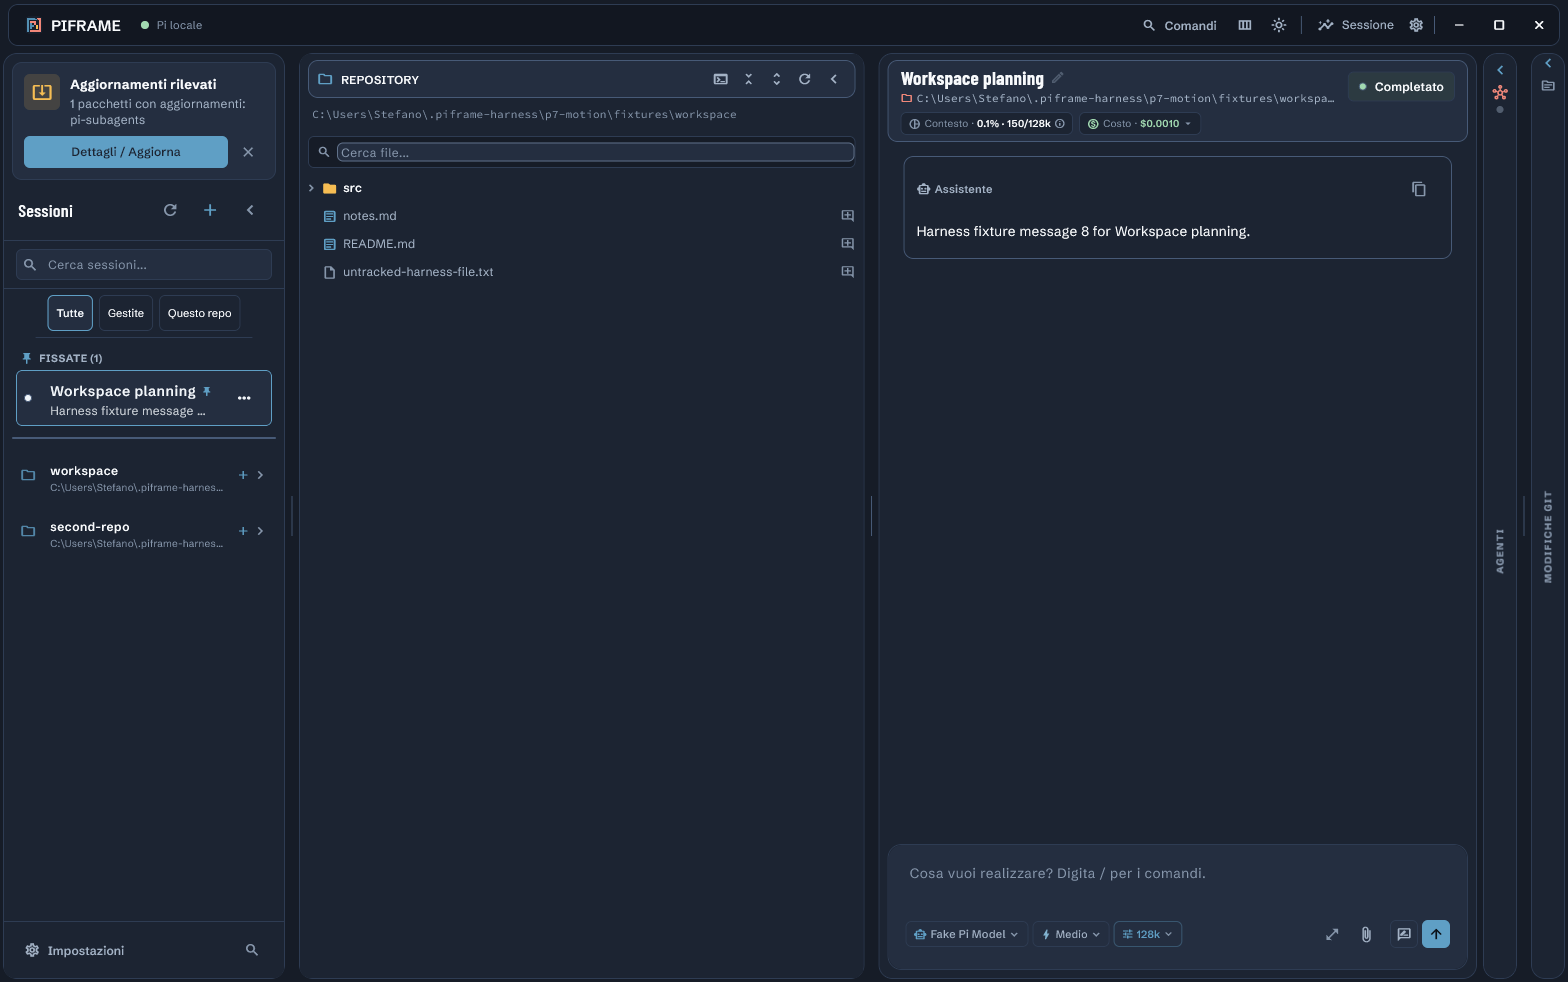 PIFRAME
Pi locale
Comandi
Sessione
Aggiornamenti rilevati
1 pacchetti con aggiornamenti:
pi-subagents
Dettagli / Aggiorna
Sessioni
Cerca sessioni...
Tutte
Gestite
Questo repo
FISSATE (1)
Workspace planning
Harness fixture message ...
workspace
C:\Users\Stefano\.piframe-harnes...
second-repo
C:\Users\Stefano\.piframe-harnes...
Impostazioni
REPOSITORY
C:\Users\Stefano\.piframe-harness\p7-motion\fixtures\workspace
Cerca file...
src
notes.md
README.md
untracked-harness-file.txt
Workspace planning
C:\Users\Stefano\.piframe-harness\p7-motion\fixtures\workspa...
Completato
Contesto · 0.1% · 150/128k
Costo · $0.0010
Assistente
Harness fixture message 8 for Workspace planning.
Cosa vuoi realizzare? Digita / per i comandi.
Fake Pi Model
Medio
128k
AGENTI
MODIFICHE GIT